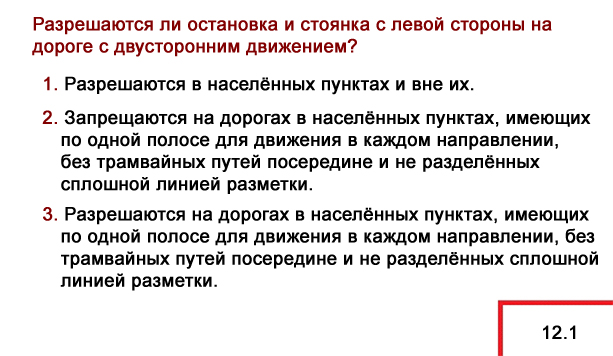 Разрешаются ли остановка и стоянка с левой стороны на
дороге с двусторонним движением?
1. Разрешаются в населённых пунктах и вне их.
2. Запрещаются на дорогах в населённых пунктах, имеющих
по одной полосе для движения в каждом направлении,
без трамвайных путей посередине и не разделённых
сплошной линией разметки.
3. Разрешаются на дорогах в населённых пунктах, имеющих
по одной полосе для движения в каждом направлении, без
трамвайных путей посередине и не разделённых сплошной
линией разметки.
12.1